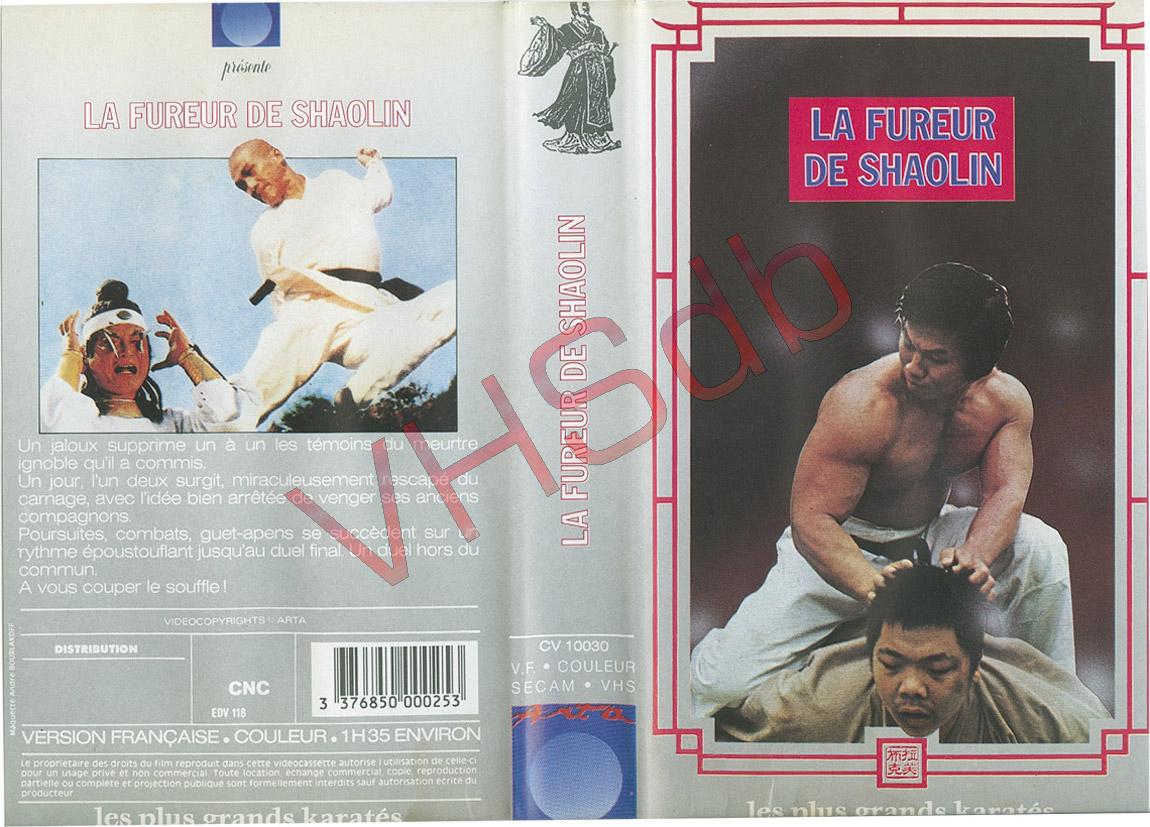 présente
LA FUREUR DE SHAOLIN
Un jaloux supprime un à un les témoins du meurtre
ignoble qu'il a commis.
Un jour, l'un deux surgit, miraculeusement rescapé du
carnage, avec l'idée bien arrêtée de venger ses anciens
compagnons.
Poursuites, combats, guet-apens se succèdent sur un
rythme époustouflant jusqu'au duel final. Un duel hors du
commun.
A vous couper le souffle !
VIDEOCOPYRIGHTS © ARTA
Maquette André BOURLAKOFF
DISTRIBUTION
CNC
EDV 118
3 376850 000253
VERSION FRANÇAISE • COULEUR • 1H35 ENVIRON
Le propriétaire des droits du film reproduit dans cette videocassette autorise l utilisation de celle-ci
pour un usage privé et non commercial. Toute location, échange commercial, copie, reproduction
partielle ou complète et projection publique sont formellement interdits sauf autorisation écrite du
producteur.
les plus grands karatés
LA FUREUR DE SHAOLIN
CV 10030
V.F. • COULEUR
SECAM • VHS
Arta
LA FUREUR
DE SHAOLIN
les plus grands karatés
VHSdb